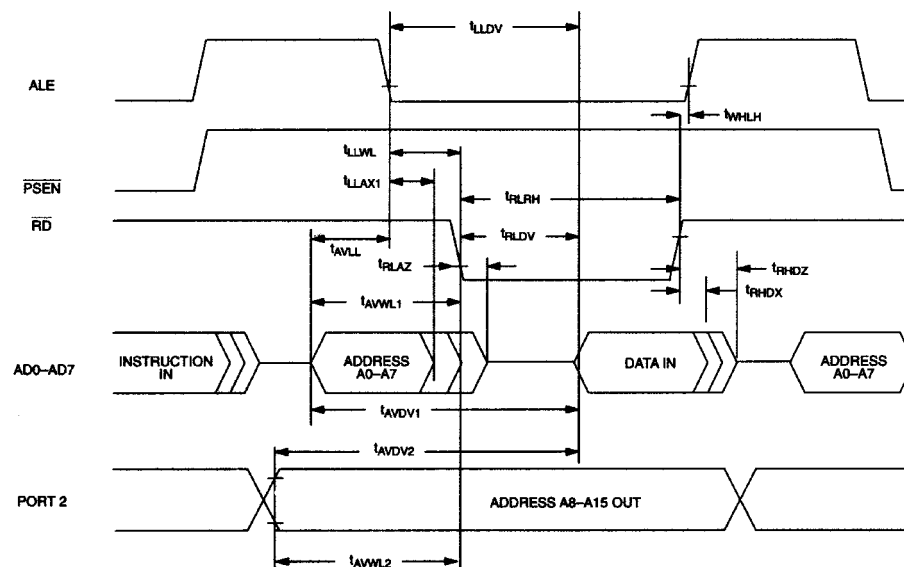 tLLDV
ALE
tWHLH
tLLWL
PSEN
tLLAX1
tRLRH
RD
tAVLL
tRLDV
tRLAZ
tRHDZ
tRHDX
tAVWL1
AD0–AD7
INSTRUCTION
IN
ADDRESS
A0–A7
DATA IN
ADDRESS
A0–A7
tAVDV1
tAVDV2
PORT 2
ADDRESS A8–A15 OUT
tAVWL2